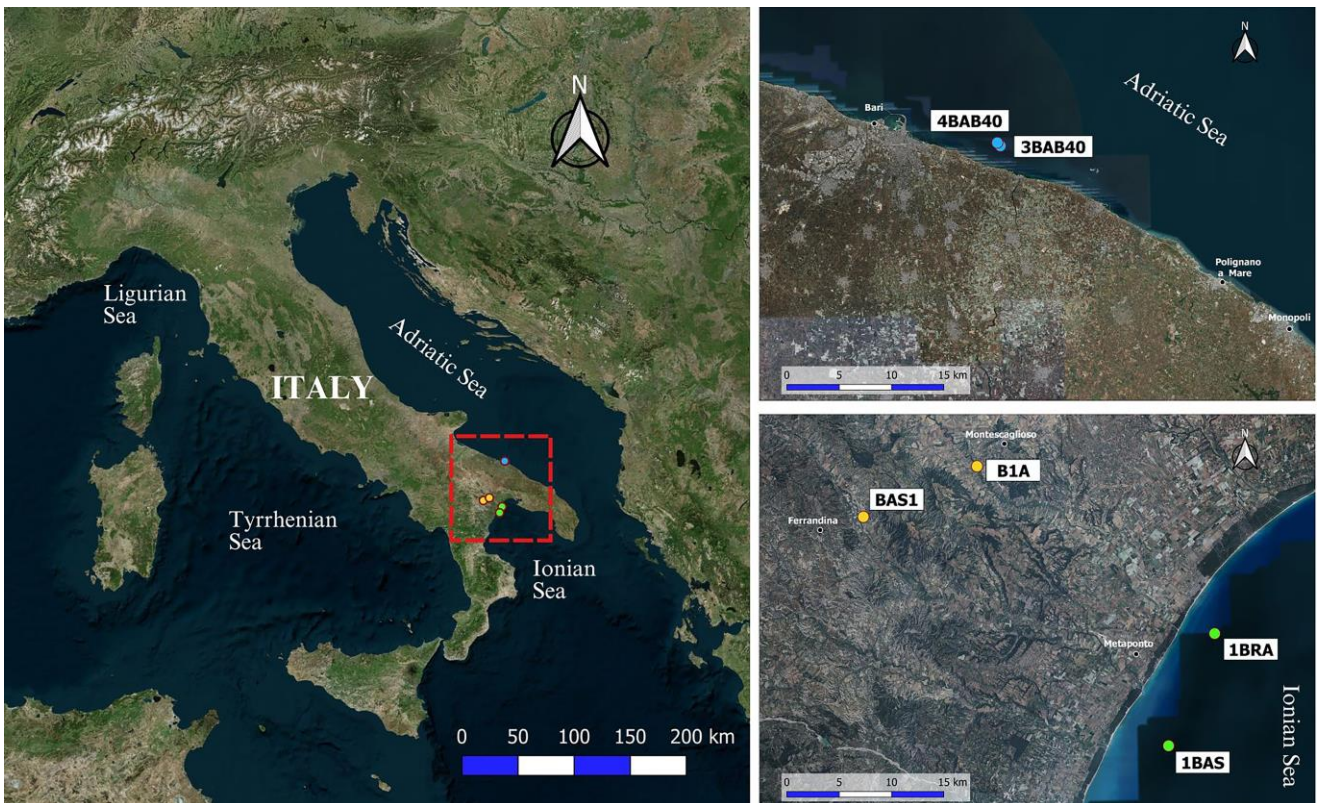 N
Ligurian
Sea
Adriatic Sea
ITALY
Tyrrhenian
Sea
Ionian
Sea
0 50 100 150 200 km
N
Adriatic Sea
Bari
4BAB40
3BAB40
Polignano
a Mare
Monopoli
0 5 10 15 km
N
Montescaglioso
B1A
BAS1
Ferrandina
1BRA
Metaponto
Ionian Sea
1BAS
0 5 10 15 km